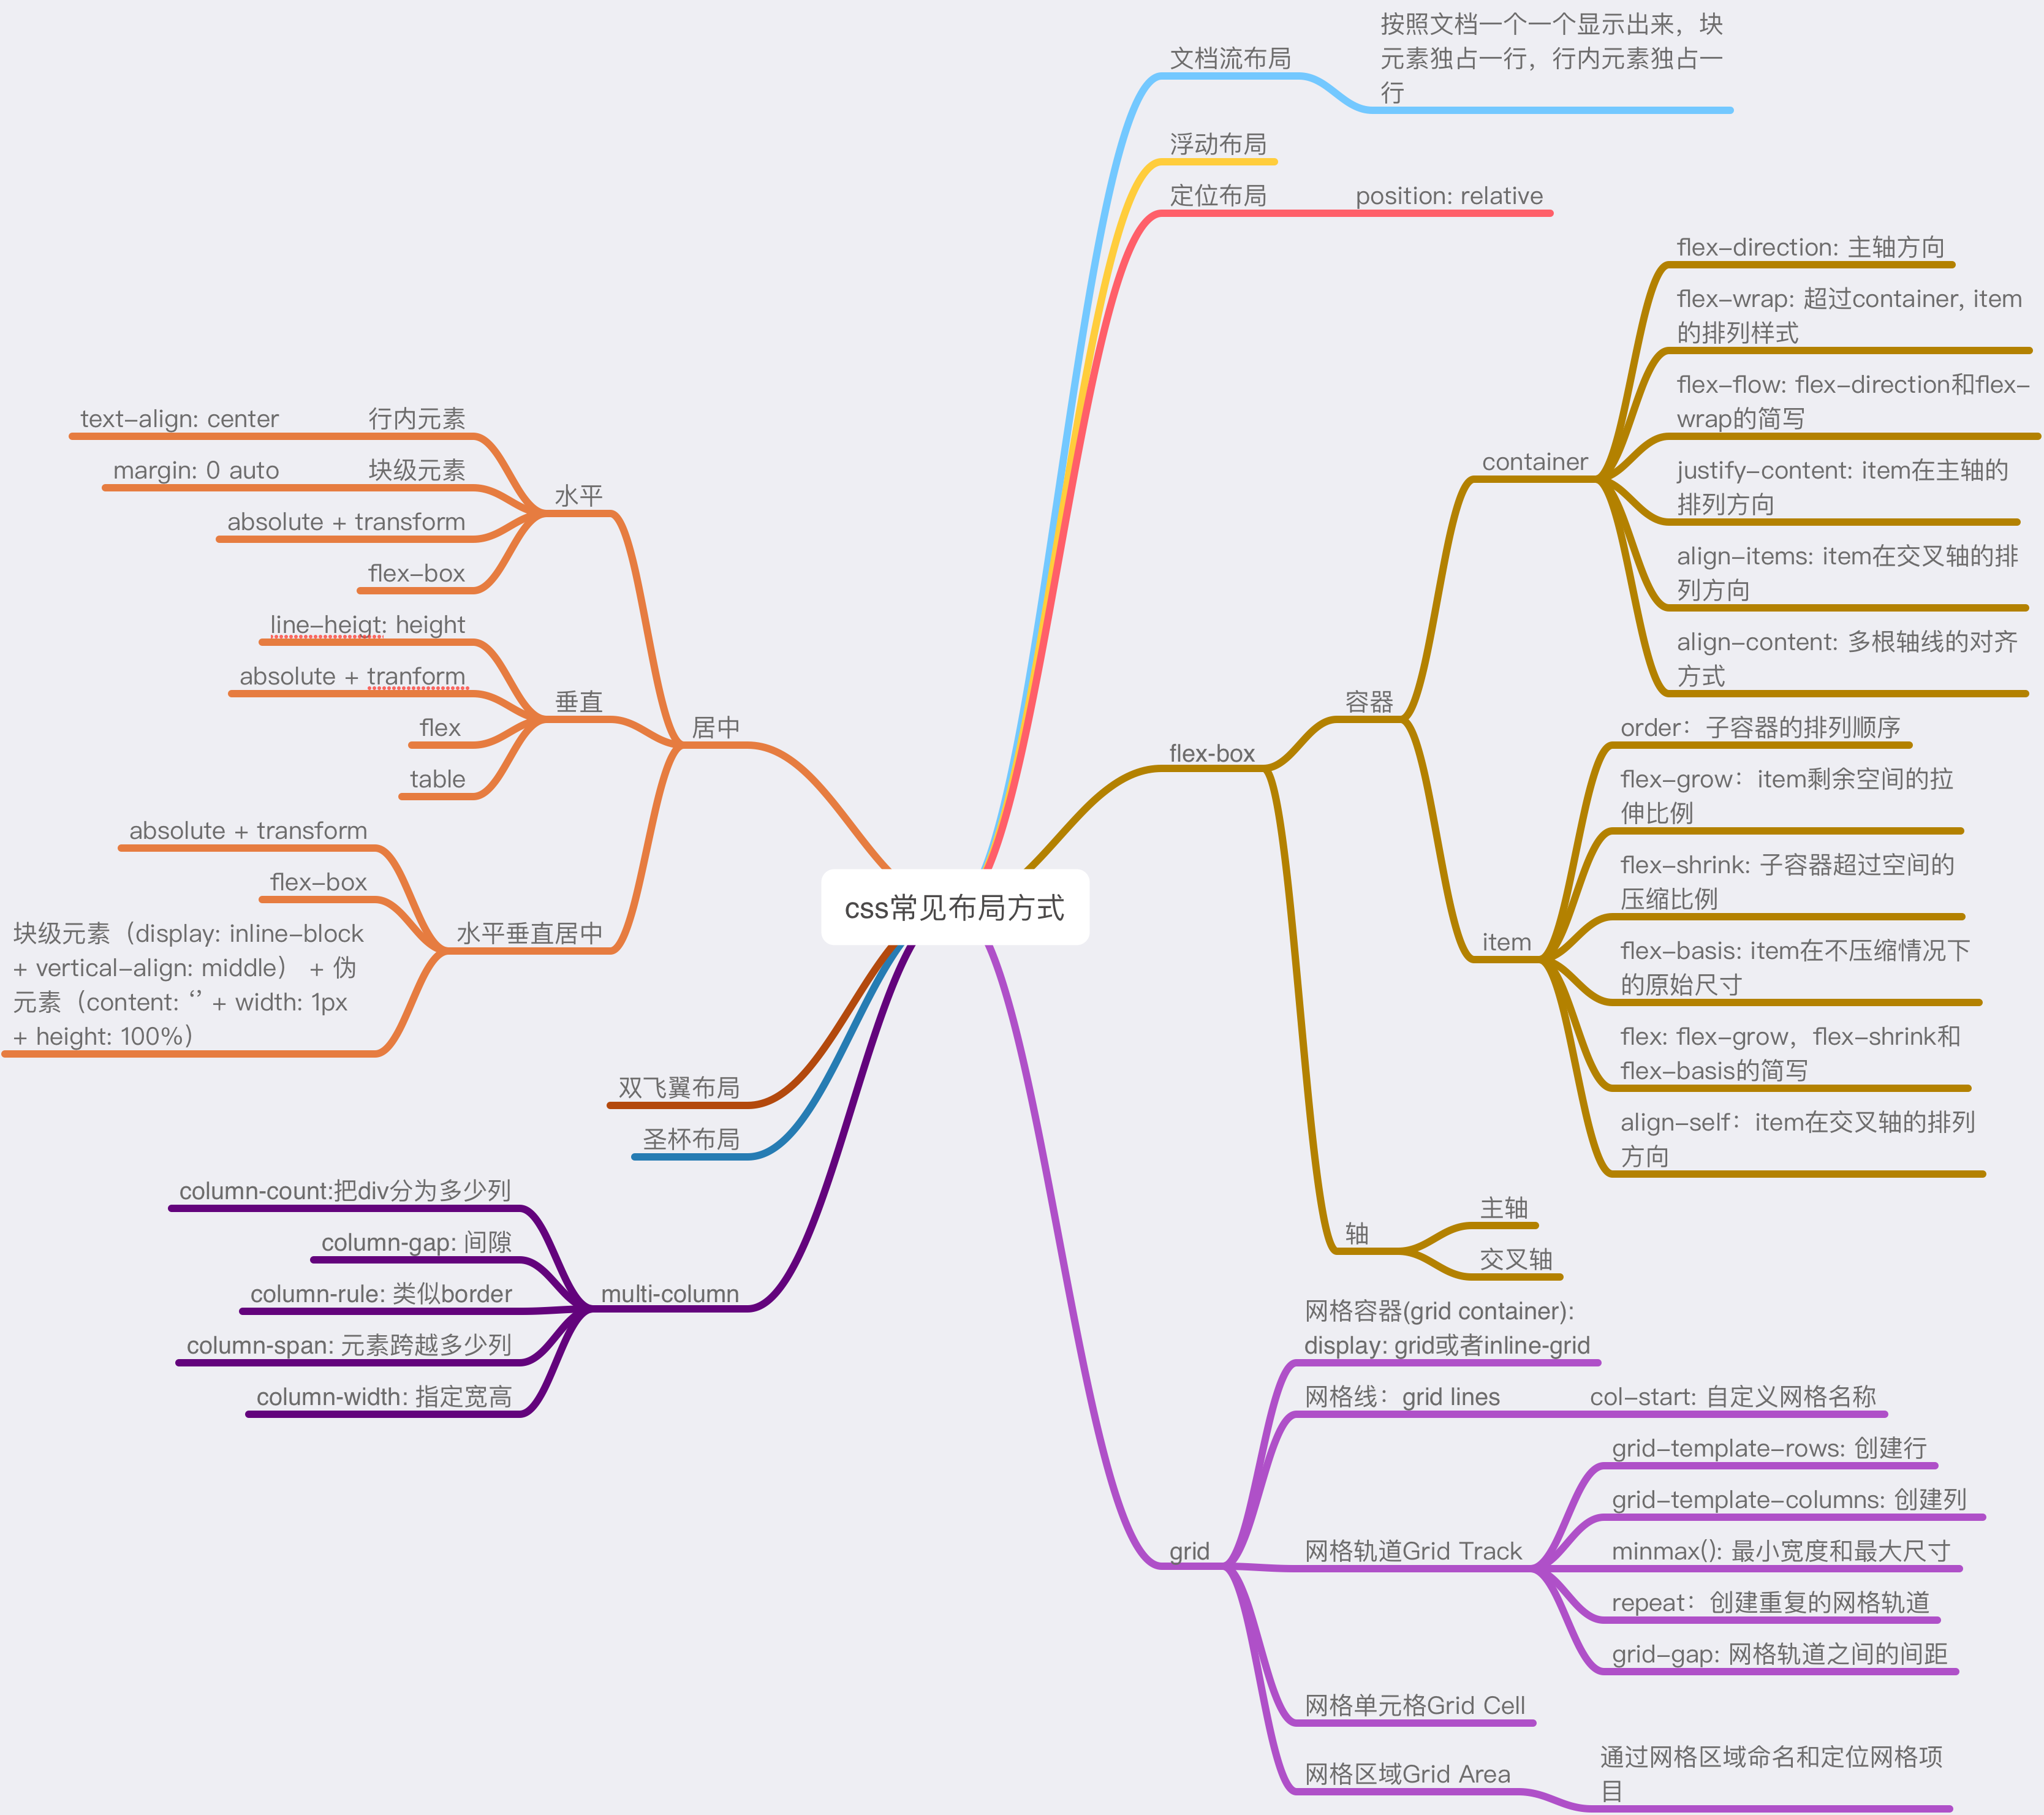 css常见布局方式
文档流布局
按照文档一个一个显示出来，块
元素独占一行，行内元素独占一
行
浮动布局
定位布局
position: relative
flex-box
容器
container
flex-direction: 主轴方向
flex-wrap: 超过container, item
的排列样式
flex-flow: flex-direction和flex-
wrap的简写
justify-content: item在主轴的
排列方向
align-items: item在交叉轴的排
列方向
align-content: 多根轴线的对齐
方式
item
order：子容器的排列顺序
flex-grow：item剩余空间的拉
伸比例
flex-shrink: 子容器超过空间的
压缩比例
flex-basis: item在不压缩情况下
的原始尺寸
flex: flex-grow，flex-shrink和
flex-basis的简写
align-self：item在交叉轴的排列
方向
轴
主轴
交叉轴
grid
网格容器(grid container):
display: grid或者inline-grid
网格线：grid lines
col-start: 自定义网格名称
网格轨道Grid Track
grid-template-rows: 创建行
grid-template-columns: 创建列
minmax(): 最小宽度和最大尺寸
repeat：创建重复的网格轨道
grid-gap: 网格轨道之间的间距
网格单元格Grid Cell
网格区域Grid Area
通过网格区域命名和定位网格项
目
居中
水平
行内元素
text-align: center
块级元素
margin: 0 auto
absolute + transform
flex-box
垂直
line-heigt: height
absolute + tranform
flex
table
水平垂直居中
absolute + transform
flex-box
块级元素（display: inline-block
+ vertical-align: middle） + 伪
元素（content: ‘’ + width: 1px
+ height: 100%）
双飞翼布局
圣杯布局
multi-column
column-count:把div分为多少列
column-gap: 间隙
column-rule: 类似border
column-span: 元素跨越多少列
column-width: 指定宽高